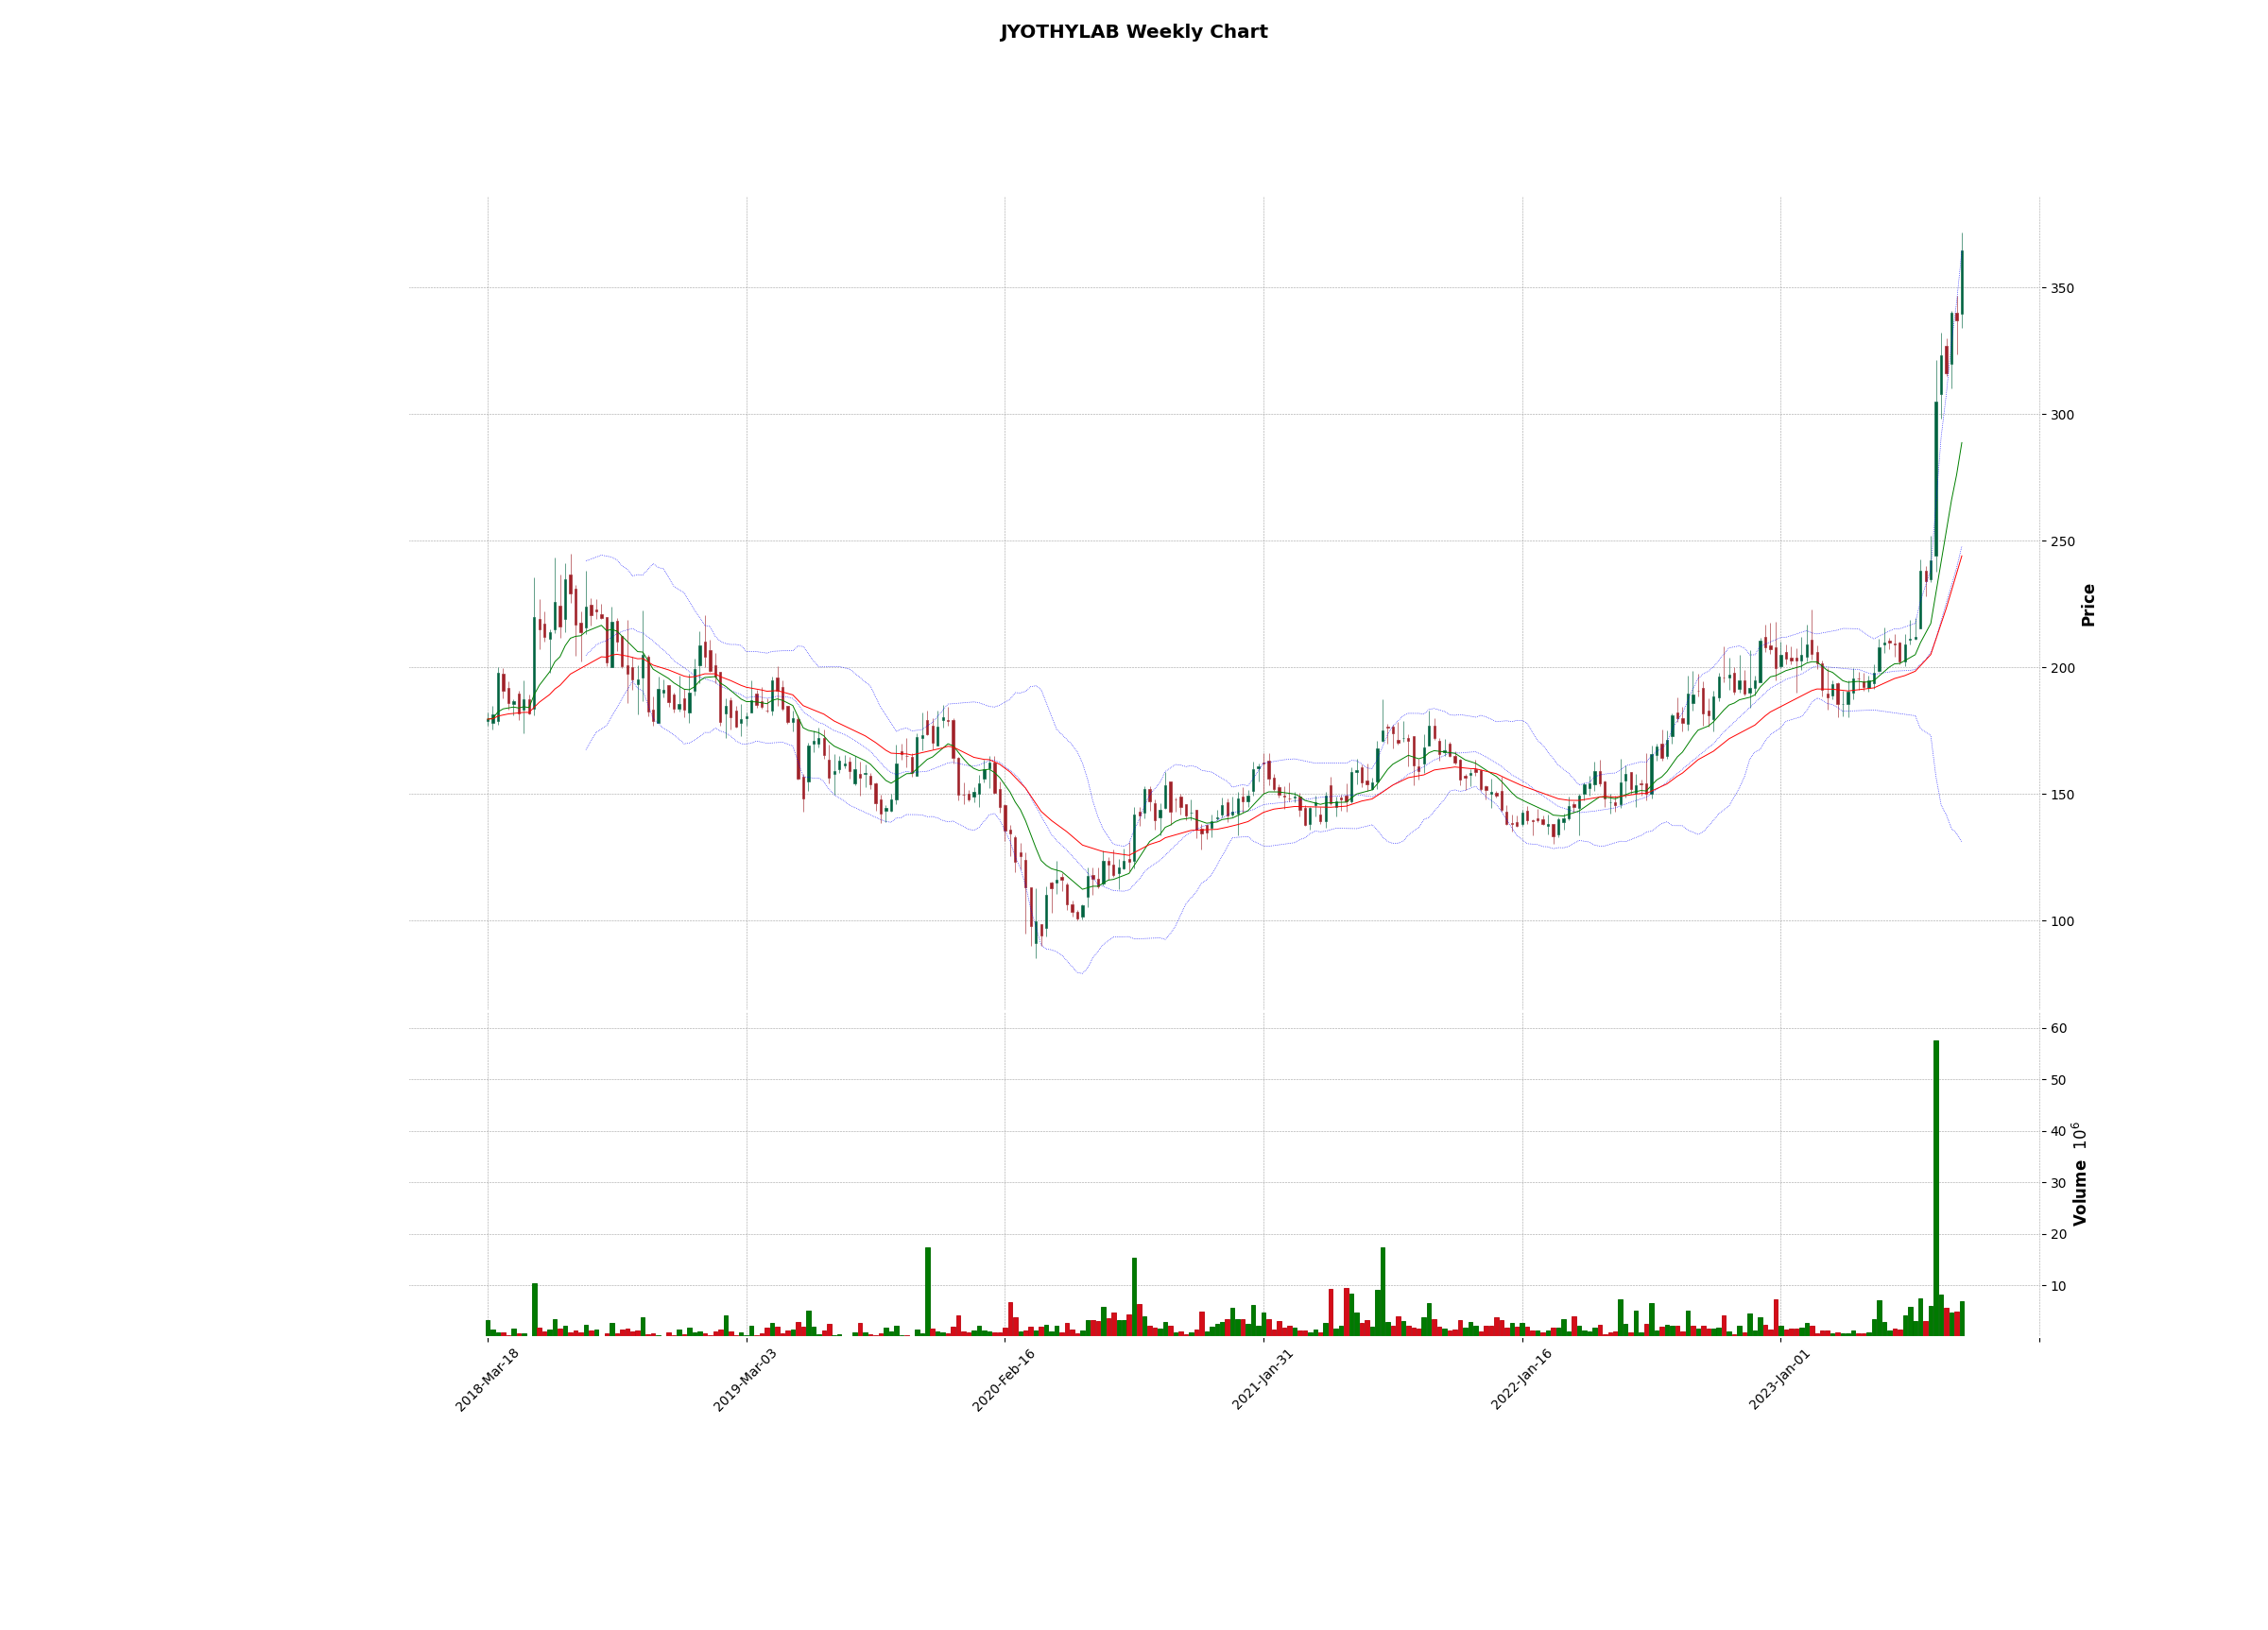 JYOTHYLAB Weekly Chart
350
300
250
200
150
100
Price
60
50
40
30
20
10
Volume 10^6
2018-Mar-18
2019-Mar-03
2020-Feb-16
2021-Jan-31
2022-Jan-16
2023-Jan-01